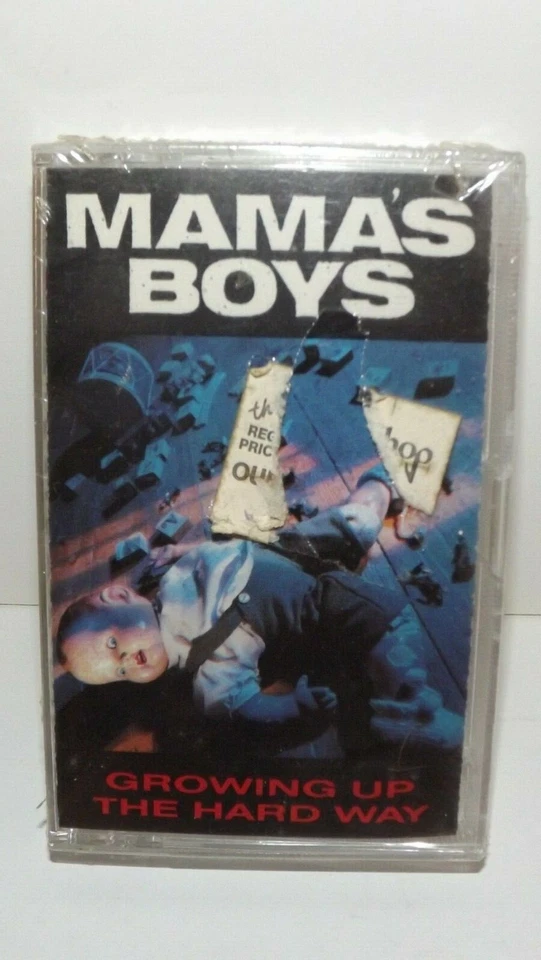 MAMA'S
BOYS
GROWING UP
THE HARD WAY